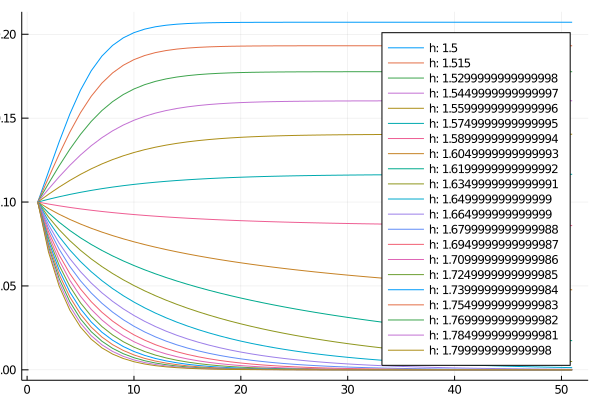 .20
.15
.10
.05
.00
0
10
20
30
40
50
h: 1.5
h: 1.515
h: 1.5299999999999998
h: 1.5449999999999997
h: 1.5599999999999996
h: 1.5749999999999995
h: 1.5899999999999994
h: 1.6049999999999993
h: 1.6199999999999992
h: 1.6349999999999991
h: 1.649999999999999
h: 1.664999999999999
h: 1.6799999999999988
h: 1.6949999999999987
h: 1.7099999999999986
h: 1.7249999999999985
h: 1.7399999999999984
h: 1.7549999999999983
h: 1.7699999999999982
h: 1.7849999999999981
h: 1.799999999999998